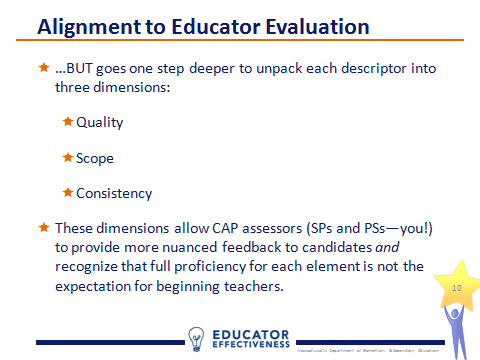 Alignment to Educator Evaluation
…BUT goes one step deeper to unpack each descriptor into
three dimensions:
Quality
Scope
Consistency
These dimensions allow CAP assessors (SPs and PSs—you!)
to provide more nuanced feedback to candidates and
recognize that full proficiency for each element is not the
expectation for beginning teachers.
10
EDUCATOR
EFFECTIVENESS
Massachusetts Department of Elementary & Secondary Education